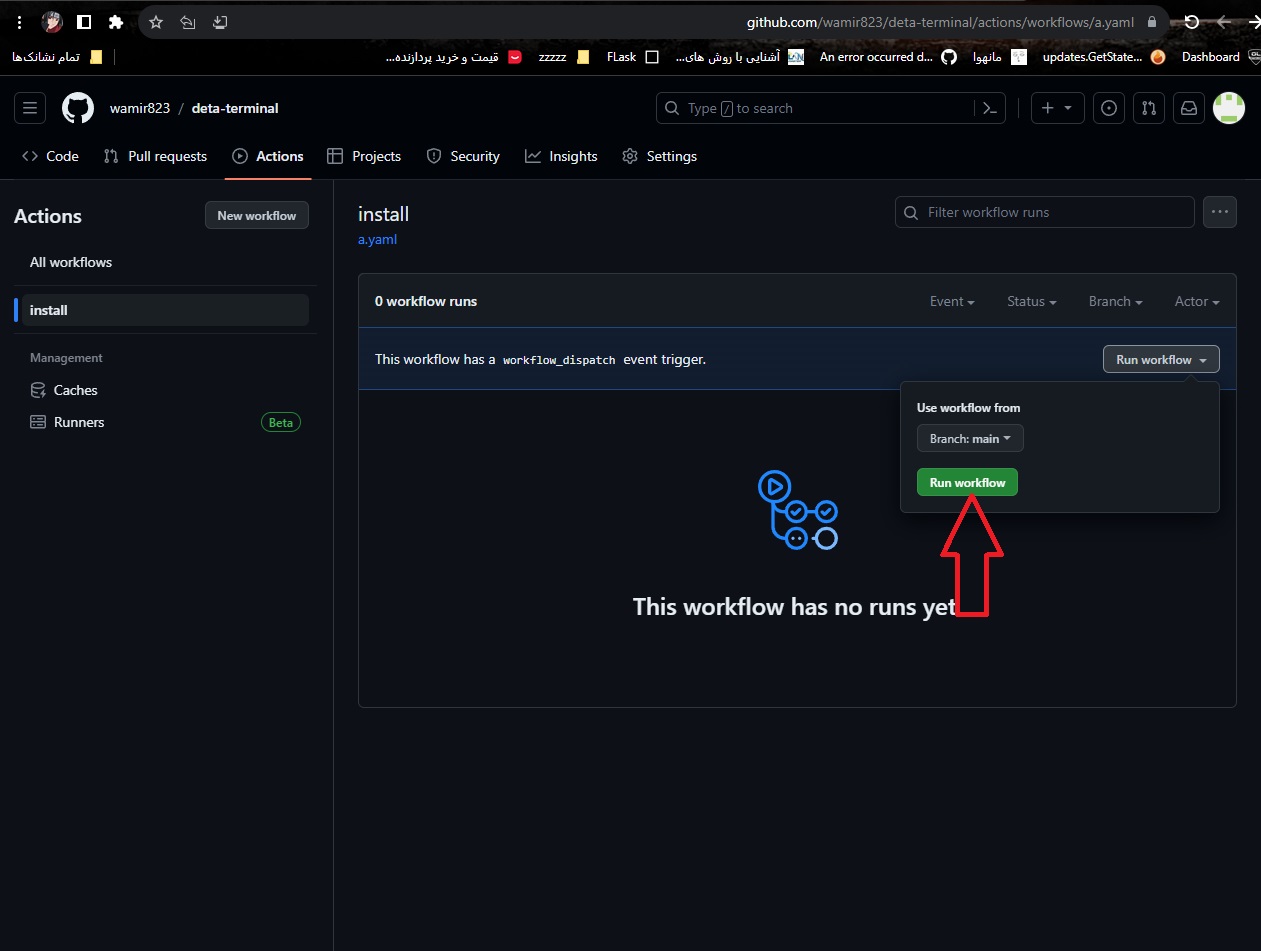 github.com/wamir823/deta-terminal/actions/workflows/a.yaml
تمام نشانک‌ها
قیمت و خرید پردازنده...
zzzzz
FLask
آشنایی با روش های...
An error occurred d...
مانهوا
updates.GetState...
Dashboard
wamir823 / deta-terminal
Type / to search
Code
Pull requests
Actions
Projects
Security
Insights
Settings
Actions
New workflow
All workflows
install
Management
Caches
Runners
Beta
install
a.yaml
Filter workflow runs
0 workflow runs
Event
Status
Branch
Actor
This workflow has a workflow_dispatch event trigger.
Run workflow
Use workflow from
Branch: main
Run workflow
This workflow has no runs yet